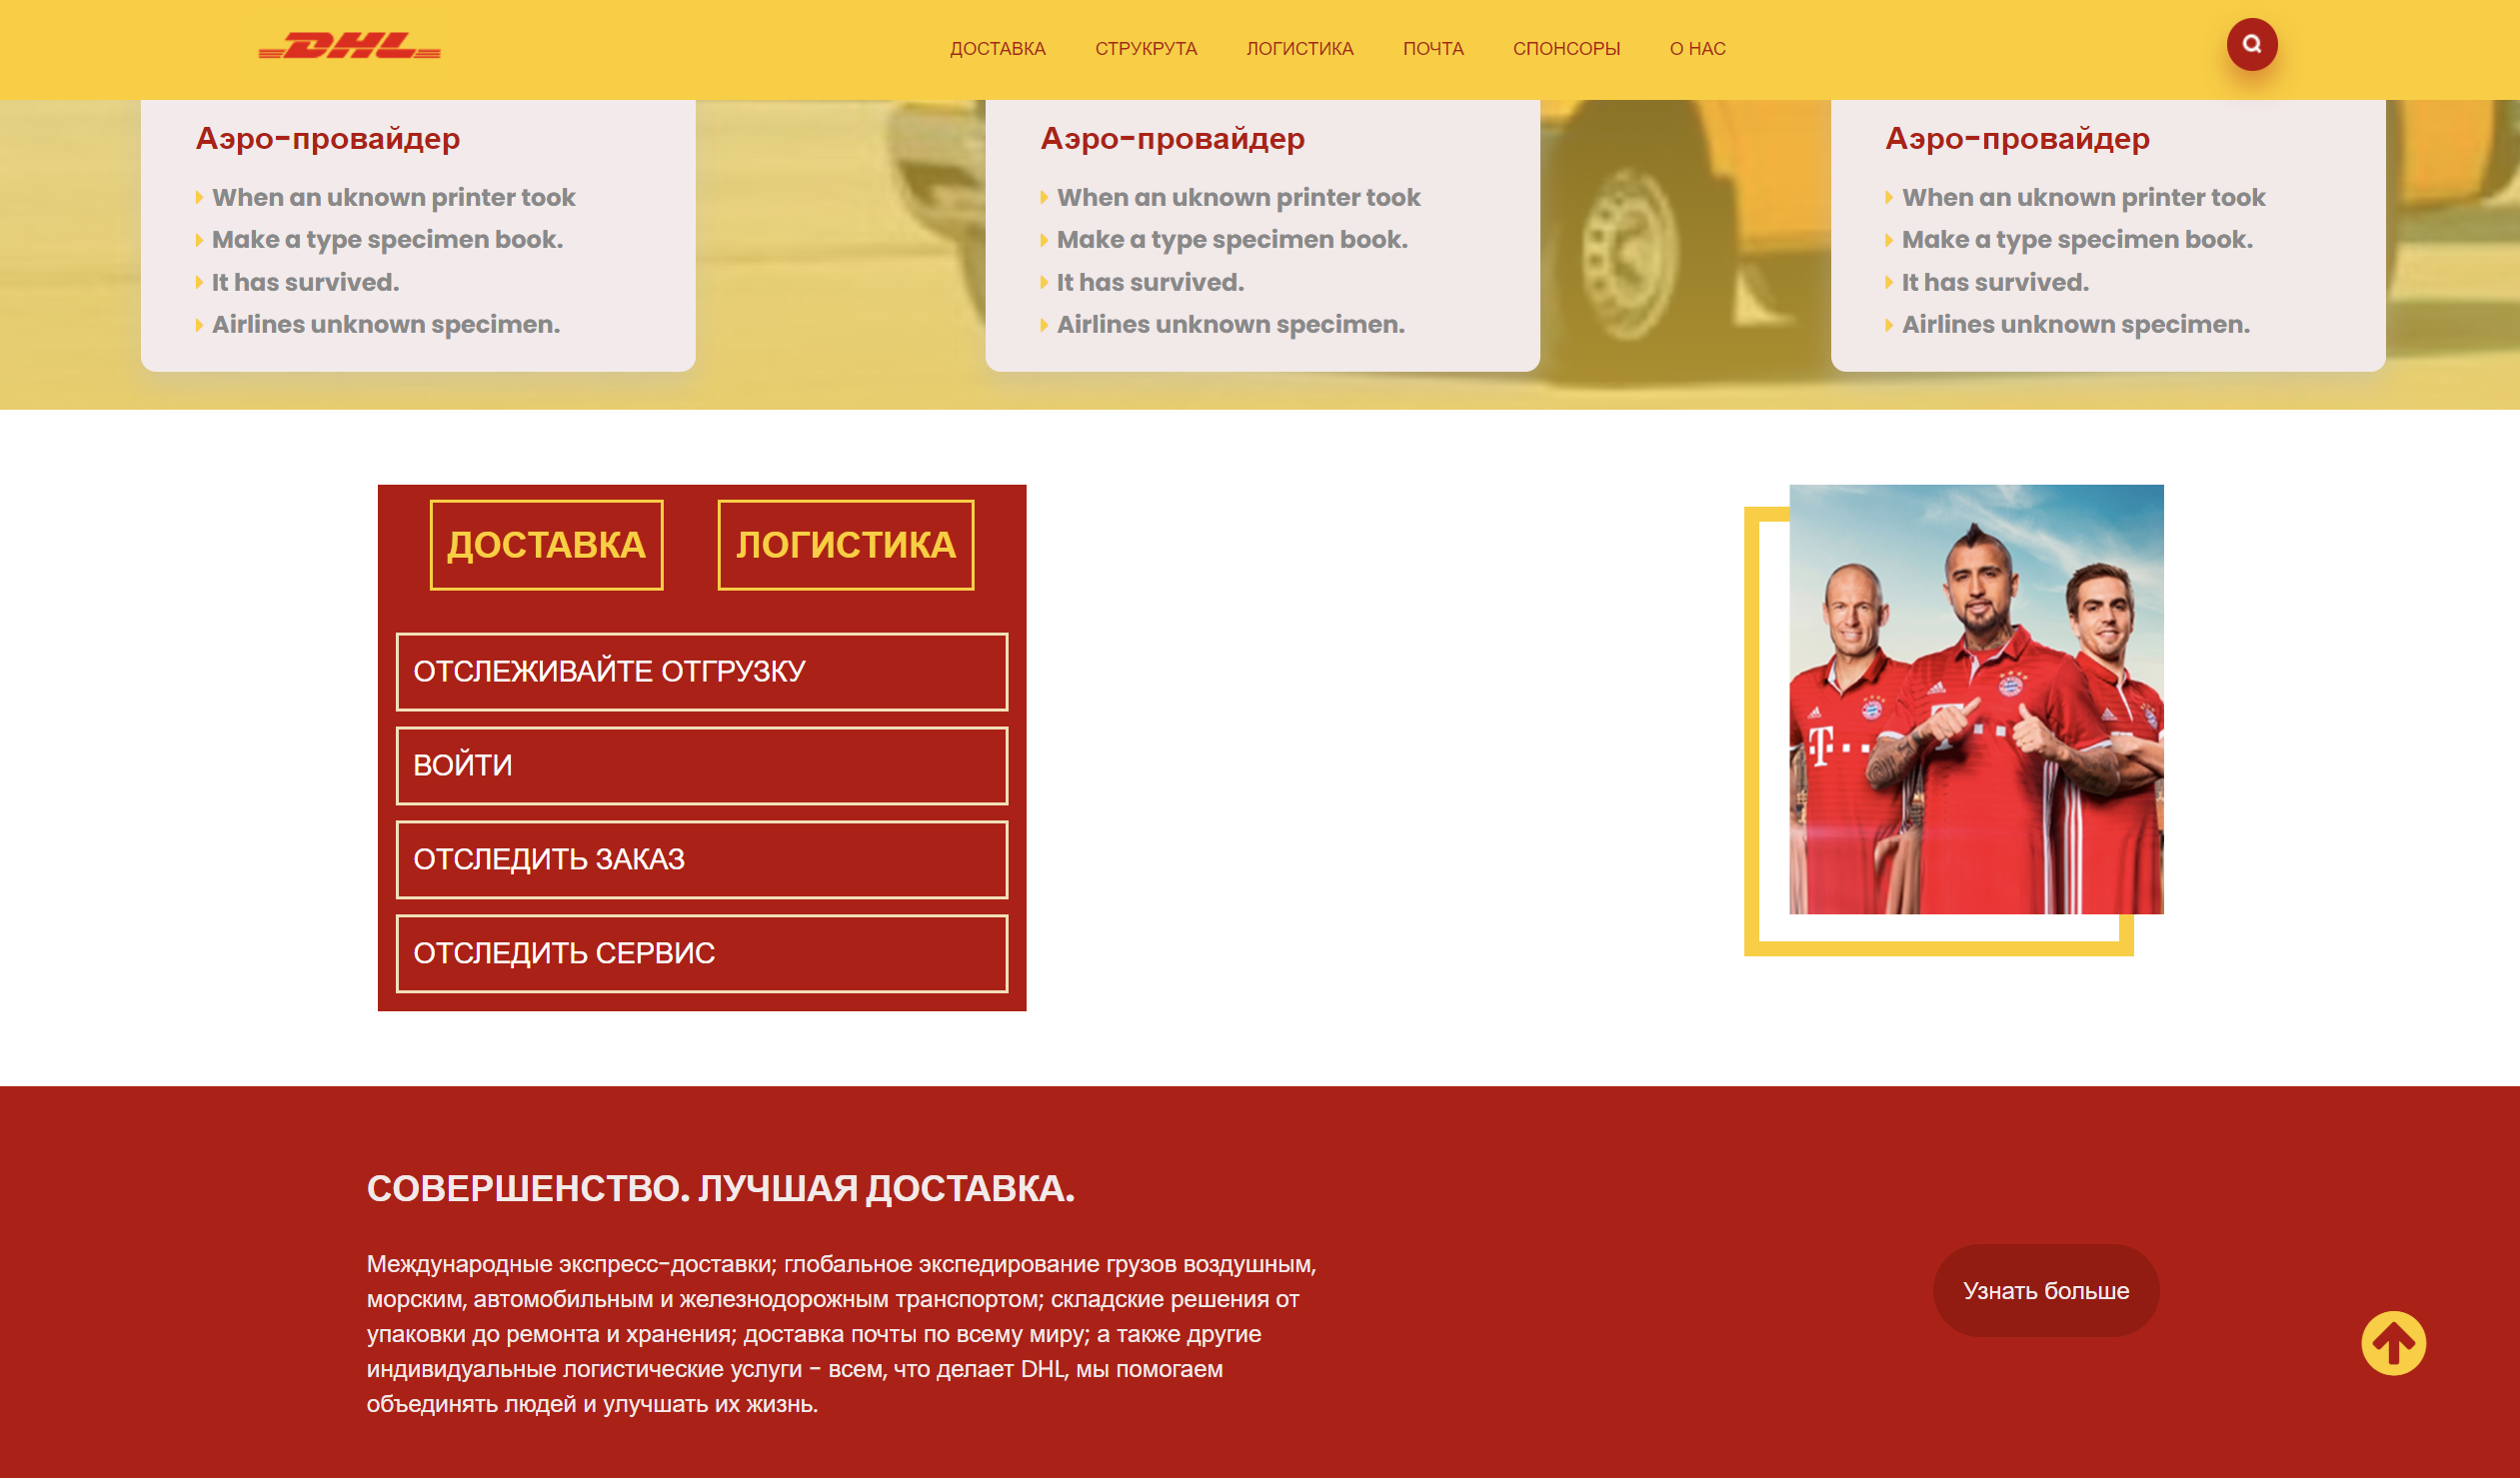 DHL
ДОСТАВКА СТРУКРУТА ЛОГИСТИКА ПОЧТА СПОНСОРЫ О НАС
Аэро-провайдер
When an uknown printer took
Make a type specimen book.
It has survived.
Airlines unknown specimen.
Аэро-провайдер
When an uknown printer took
Make a type specimen book.
It has survived.
Airlines unknown specimen.
Аэро-провайдер
When an uknown printer took
Make a type specimen book.
It has survived.
Airlines unknown specimen.
ДОСТАВКА ЛОГИСТИКА
ОТСЛЕЖИВАЙТЕ ОТГРУЗКУ
ВОЙТИ
ОТСЛЕДИТЬ ЗАКАЗ
ОТСЛЕДИТЬ СЕРВИС
T
T
СОВЕРШЕНСТВО. ЛУЧШАЯ ДОСТАВКА.
Международные экспресс-доставки; глобальное экспедирование грузов воздушным,
морским, автомобильным и железнодорожным транспортом; складские решения от
упаковки до ремонта и хранения; доставка почты по всему миру; а также другие
индивидуальные логистические услуги - всем, что делает DHL, мы помогаем
объединять людей и улучшать их жизнь.
Узнать больше